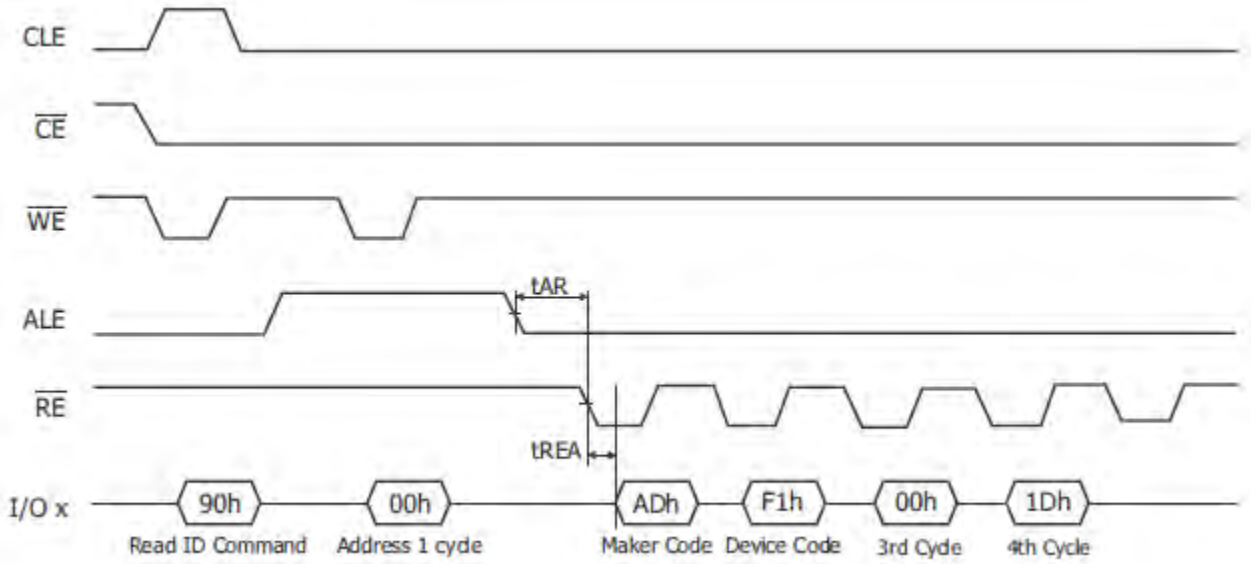 CLE
CE
WE
ALE
tAR
RE
tREA
I/O x
90h
00h
ADh
F1h
00h
1Dh
Read ID Command
Address 1 cycle
Maker Code
Device Code
3rd Cycle
4th Cycle